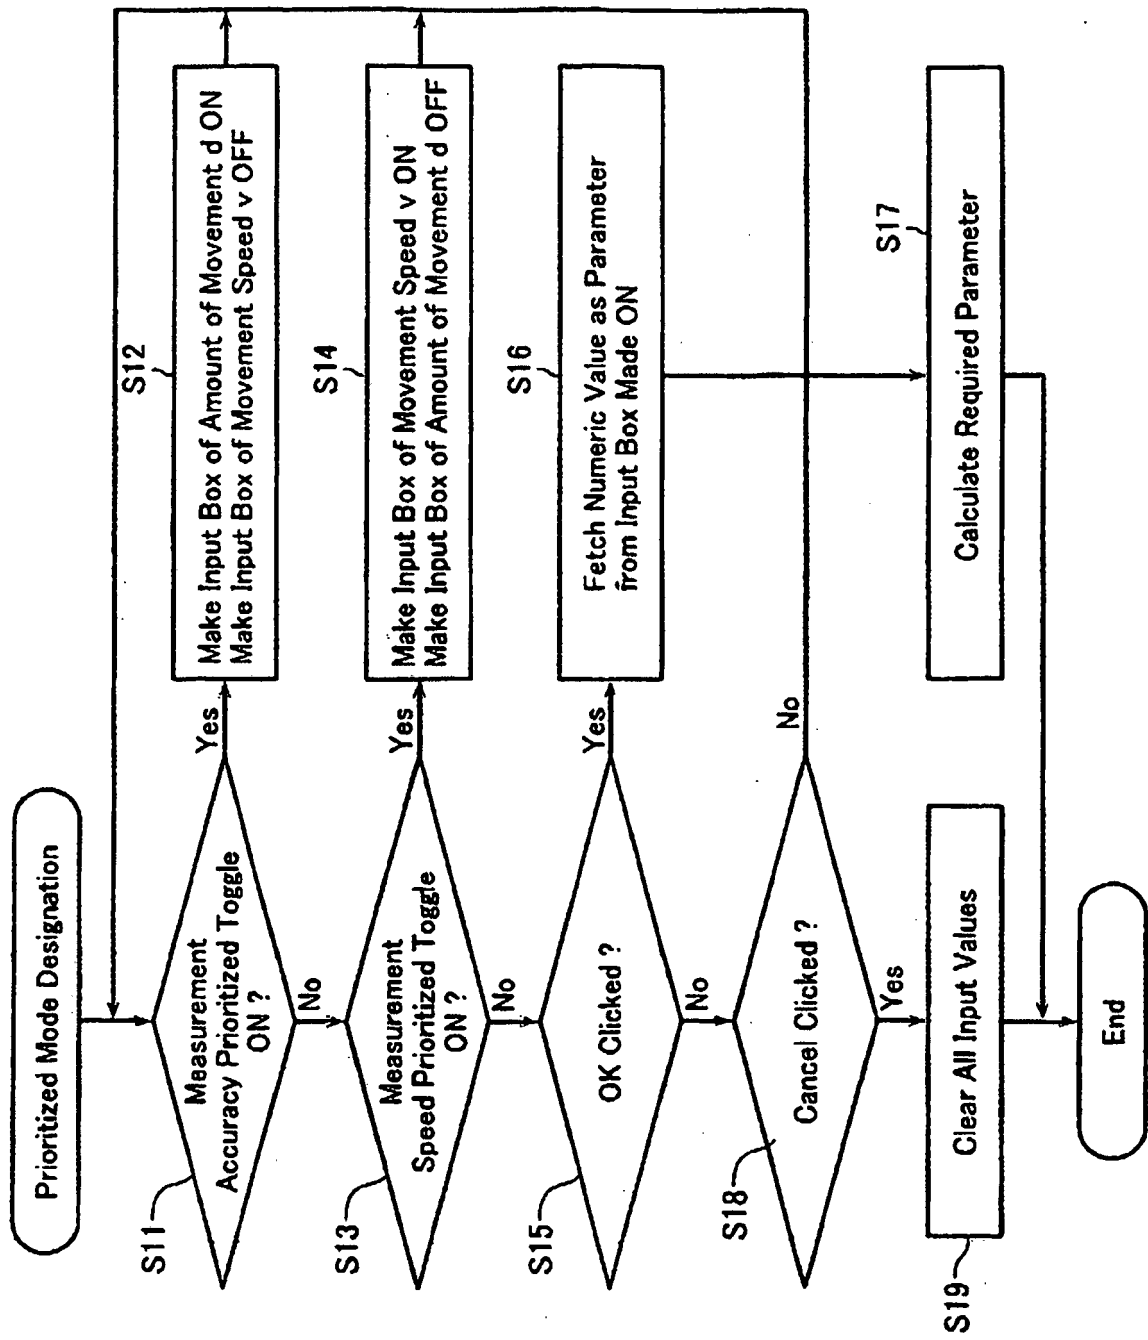 Prioritized Mode Designation
S11
Measurement
Accuracy Prioritized Toggle
ON ?
Yes
No
S12
Make Input Box of Amount of Movement d ON
Make Input Box of Movement Speed v OFF
S13
Measurement
Speed Prioritized Toggle
ON ?
Yes
No
S14
Make Input Box of Movement Speed v ON
Make Input Box of Amount of Movement d OFF
S15
OK Clicked ?
Yes
No
S16
Fetch Numeric Value as Parameter
from Input Box Made ON
S18
Cancel Clicked ?
No
Yes
S17
Calculate Required Parameter
S19
Clear All Input Values
End